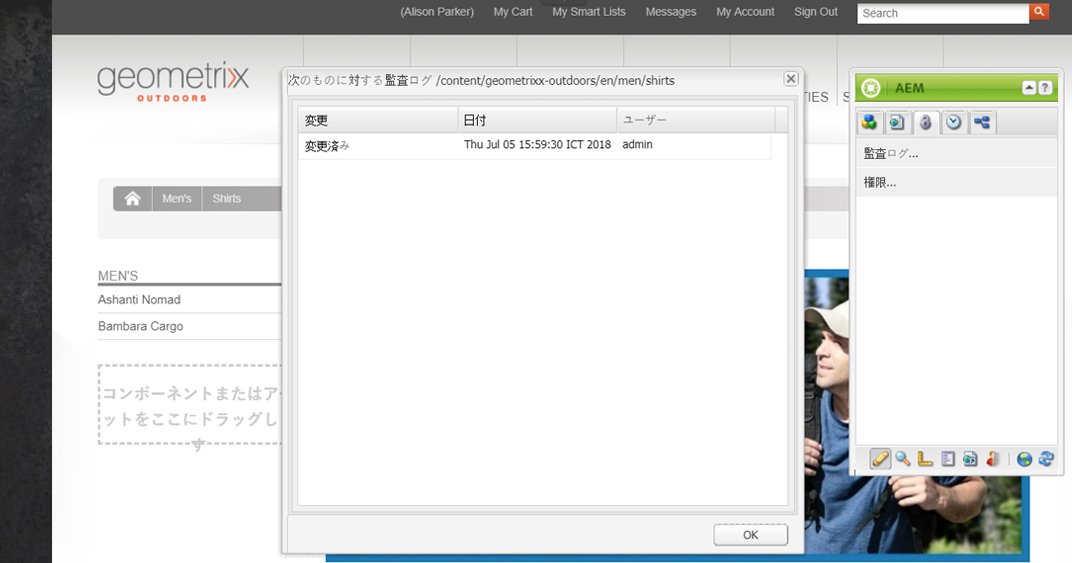 (Alison Parker) My Cart My Smart Lists Messages My Account Sign Out Search
geometrixx
OUTDOORS
次のものに対する監査ログ /content/geometrixx-outdoors/en/men/shirts
変更 日付 ユーザー
変更済み Thu Jul 05 15:59:30 ICT 2018 admin
OK
AEM
?
監査ログ...
権限...
Men's Shirts
MEN'S
Ashanti Nomad
Bambara Cargo
コンポーネントまたはア
ットをここにドラッグし
す